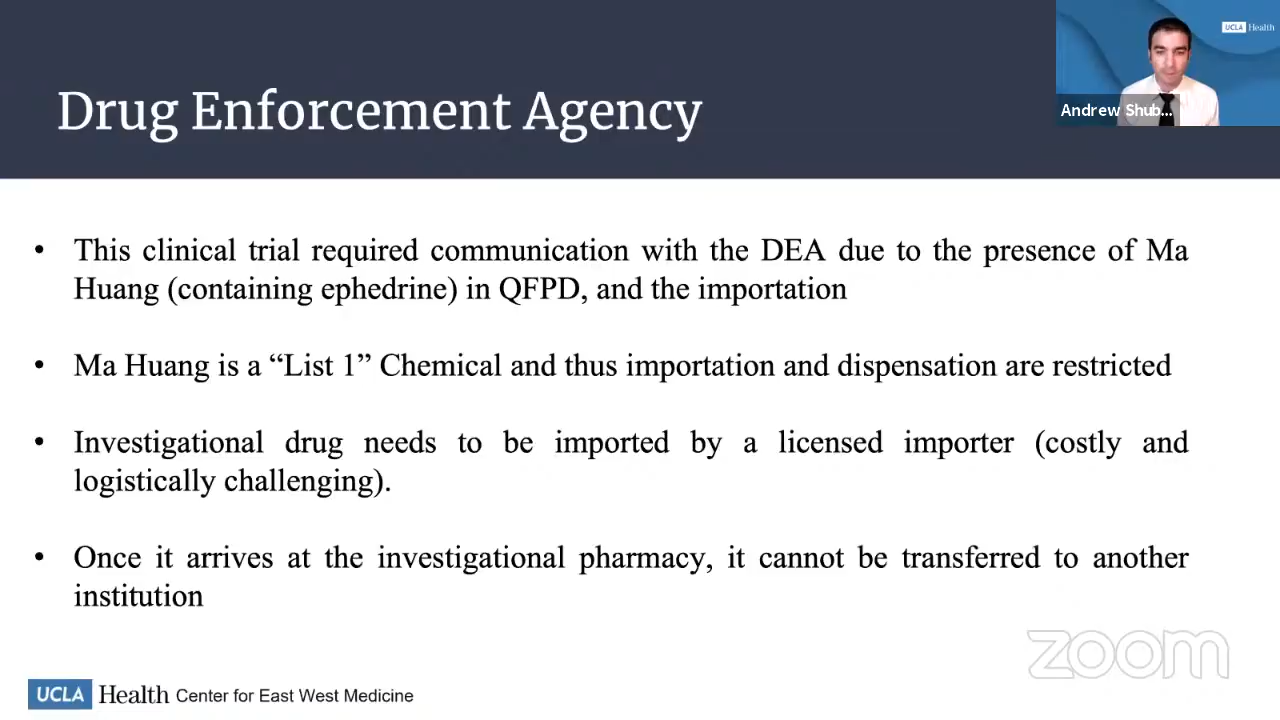 UCLA Health
Drug Enforcement Agency
Andrew Shub...
• This clinical trial required communication with the DEA due to the presence of Ma
Huang (containing ephedrine) in QFPD, and the importation
• Ma Huang is a “List 1” Chemical and thus importation and dispensation are restricted
• Investigational drug needs to be imported by a licensed importer (costly and
logistically challenging).
• Once it arrives at the investigational pharmacy, it cannot be transferred to another
institution
zoom
UCLA Health Center for East West Medicine